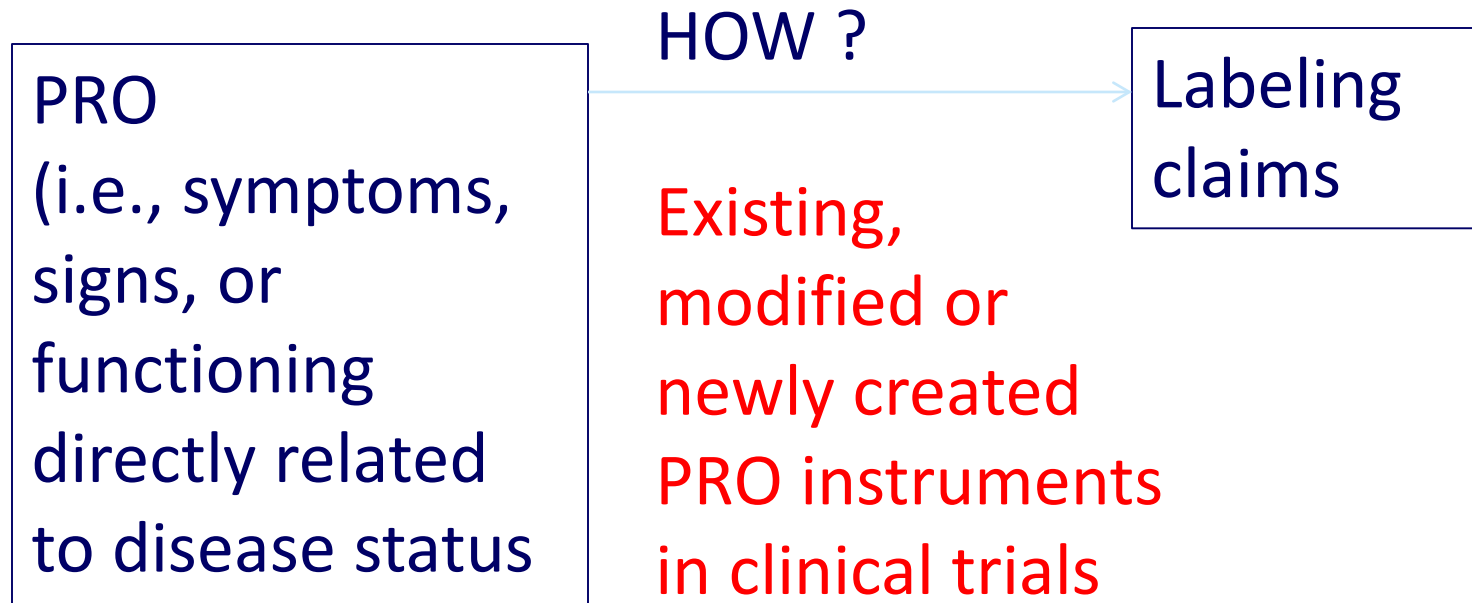 PRO
(i.e., symptoms,
signs, or
functioning
directly related
to disease status
HOW ?
Existing,
modified or
newly created
PRO instruments
in clinical trials
Labeling
claims